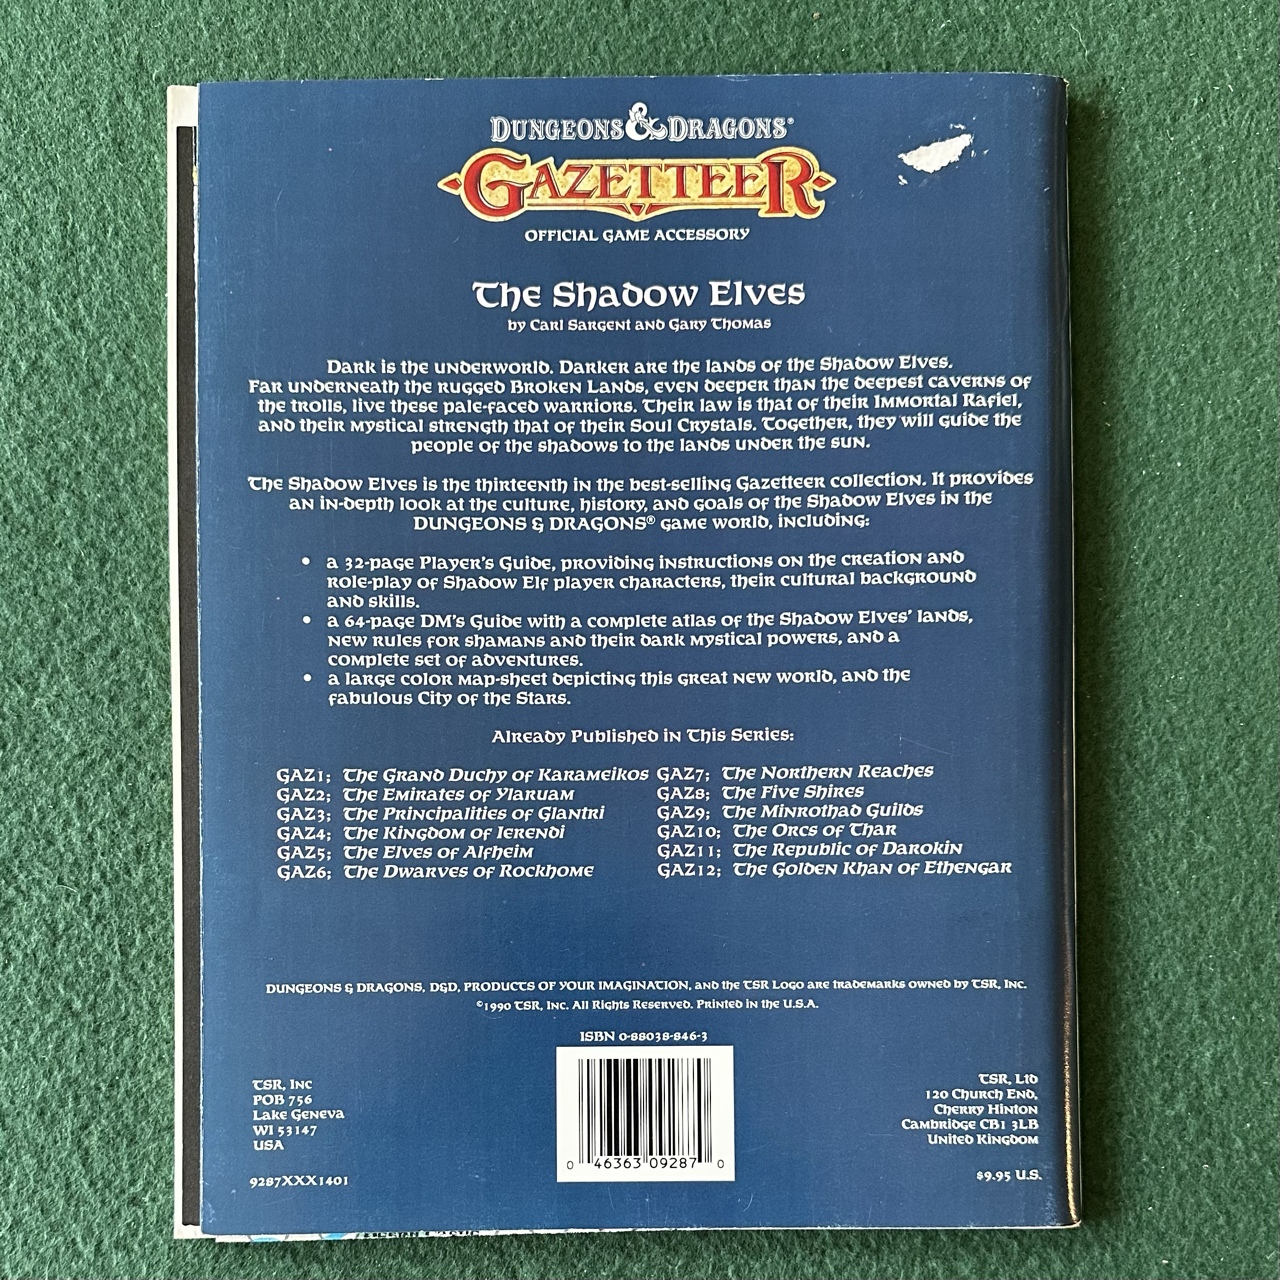 DUNGEONS & DRAGONS®
GAZETTEER
OFFICIAL GAME ACCESSORY
The Shadow Elves
by Carl Sargent and Gary Thomas
Dark is the underworld. Darker are the lands of the Shadow Elves.
Far underneath the rugged Broken Lands, even deeper than the deepest caverns of
the trolls, live these pale-faced warriors. Their law is that of their Immortal Rafiel,
and their mystical strength that of their Soul Crystals. Together, they will guide the
people of the shadows to the lands under the sun.
The Shadow Elves is the thirteenth in the best-selling Gazetteer collection. It provides
an in-depth look at the culture, history, and goals of the Shadow Elves in the
DUNGEONS & DRAGONS® game world, including:
• a 32-page Player's Guide, providing instructions on the creation and
role-play of Shadow Elf player characters, their cultural background
and skills.
• a 64-page DM's Guide with a complete atlas of the Shadow Elves' lands,
new rules for shamans and their dark mystical powers, and a
complete set of adventures.
• a large color map-sheet depicting this great new world, and the
fabulous City of the Stars.
Already Published in This Series:
GAZ1; The Grand Duchy of Karameikos
GAZ2; The Emirates of Ylaruam
GAZ3; The Principalities of Glantri
GAZ4; The Kingdom of Ierendi
GAZ5; The Elves of Alfheim
GAZ6; The Dwarves of Rockhome
GAZ7; The Northern Reaches
GAZ8; The Five Shires
GAZ9; The Minrothad Guilds
GAZ10; The Orcs of Thar
GAZ11; The Republic of Darokin
GAZ12; The Golden Khan of Ethengar
DUNGEONS & DRAGONS, D&D, PRODUCTS OF YOUR IMAGINATION, and the TSR Logo are trademarks owned by TSR, Inc.
©1990 TSR, Inc. All Rights Reserved. Printed in the U.S.A.
ISBN 0-88038-846-3
0 46363 09287 0
TSR, Inc
POB 756
Lake Geneva
WI 53147
USA
9287XXX1401
TSR, Ltd
120 Church End,
Cherry Hinton
Cambridge CB1 3LB
United Kingdom
$9.95 U.S.